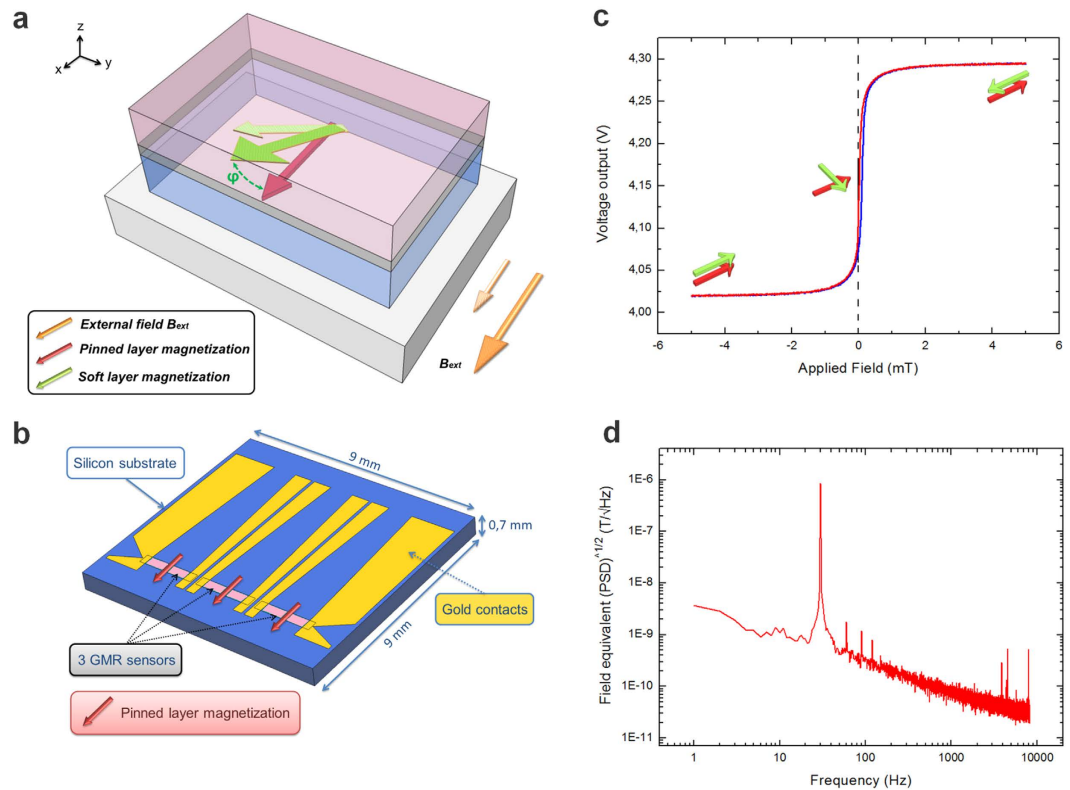 a
z
x
y
φ
External field Bext
Pinned layer magnetization
Soft layer magnetization
Bext
b
Silicon substrate
9 mm
0,7 mm
Gold contacts
9 mm
3 GMR sensors
Pinned layer magnetization
c
Voltage output (V)
4,30
4,25
4,20
4,15
4,10
4,05
4,00
-6 -4 -2 0 2 4 6
Applied Field (mT)
d
Field equivalent (PSD)^1/2 (T/√Hz)
1E-6
1E-7
1E-8
1E-9
1E-10
1E-11
1 10 100 1000 10000
Frequency (Hz)